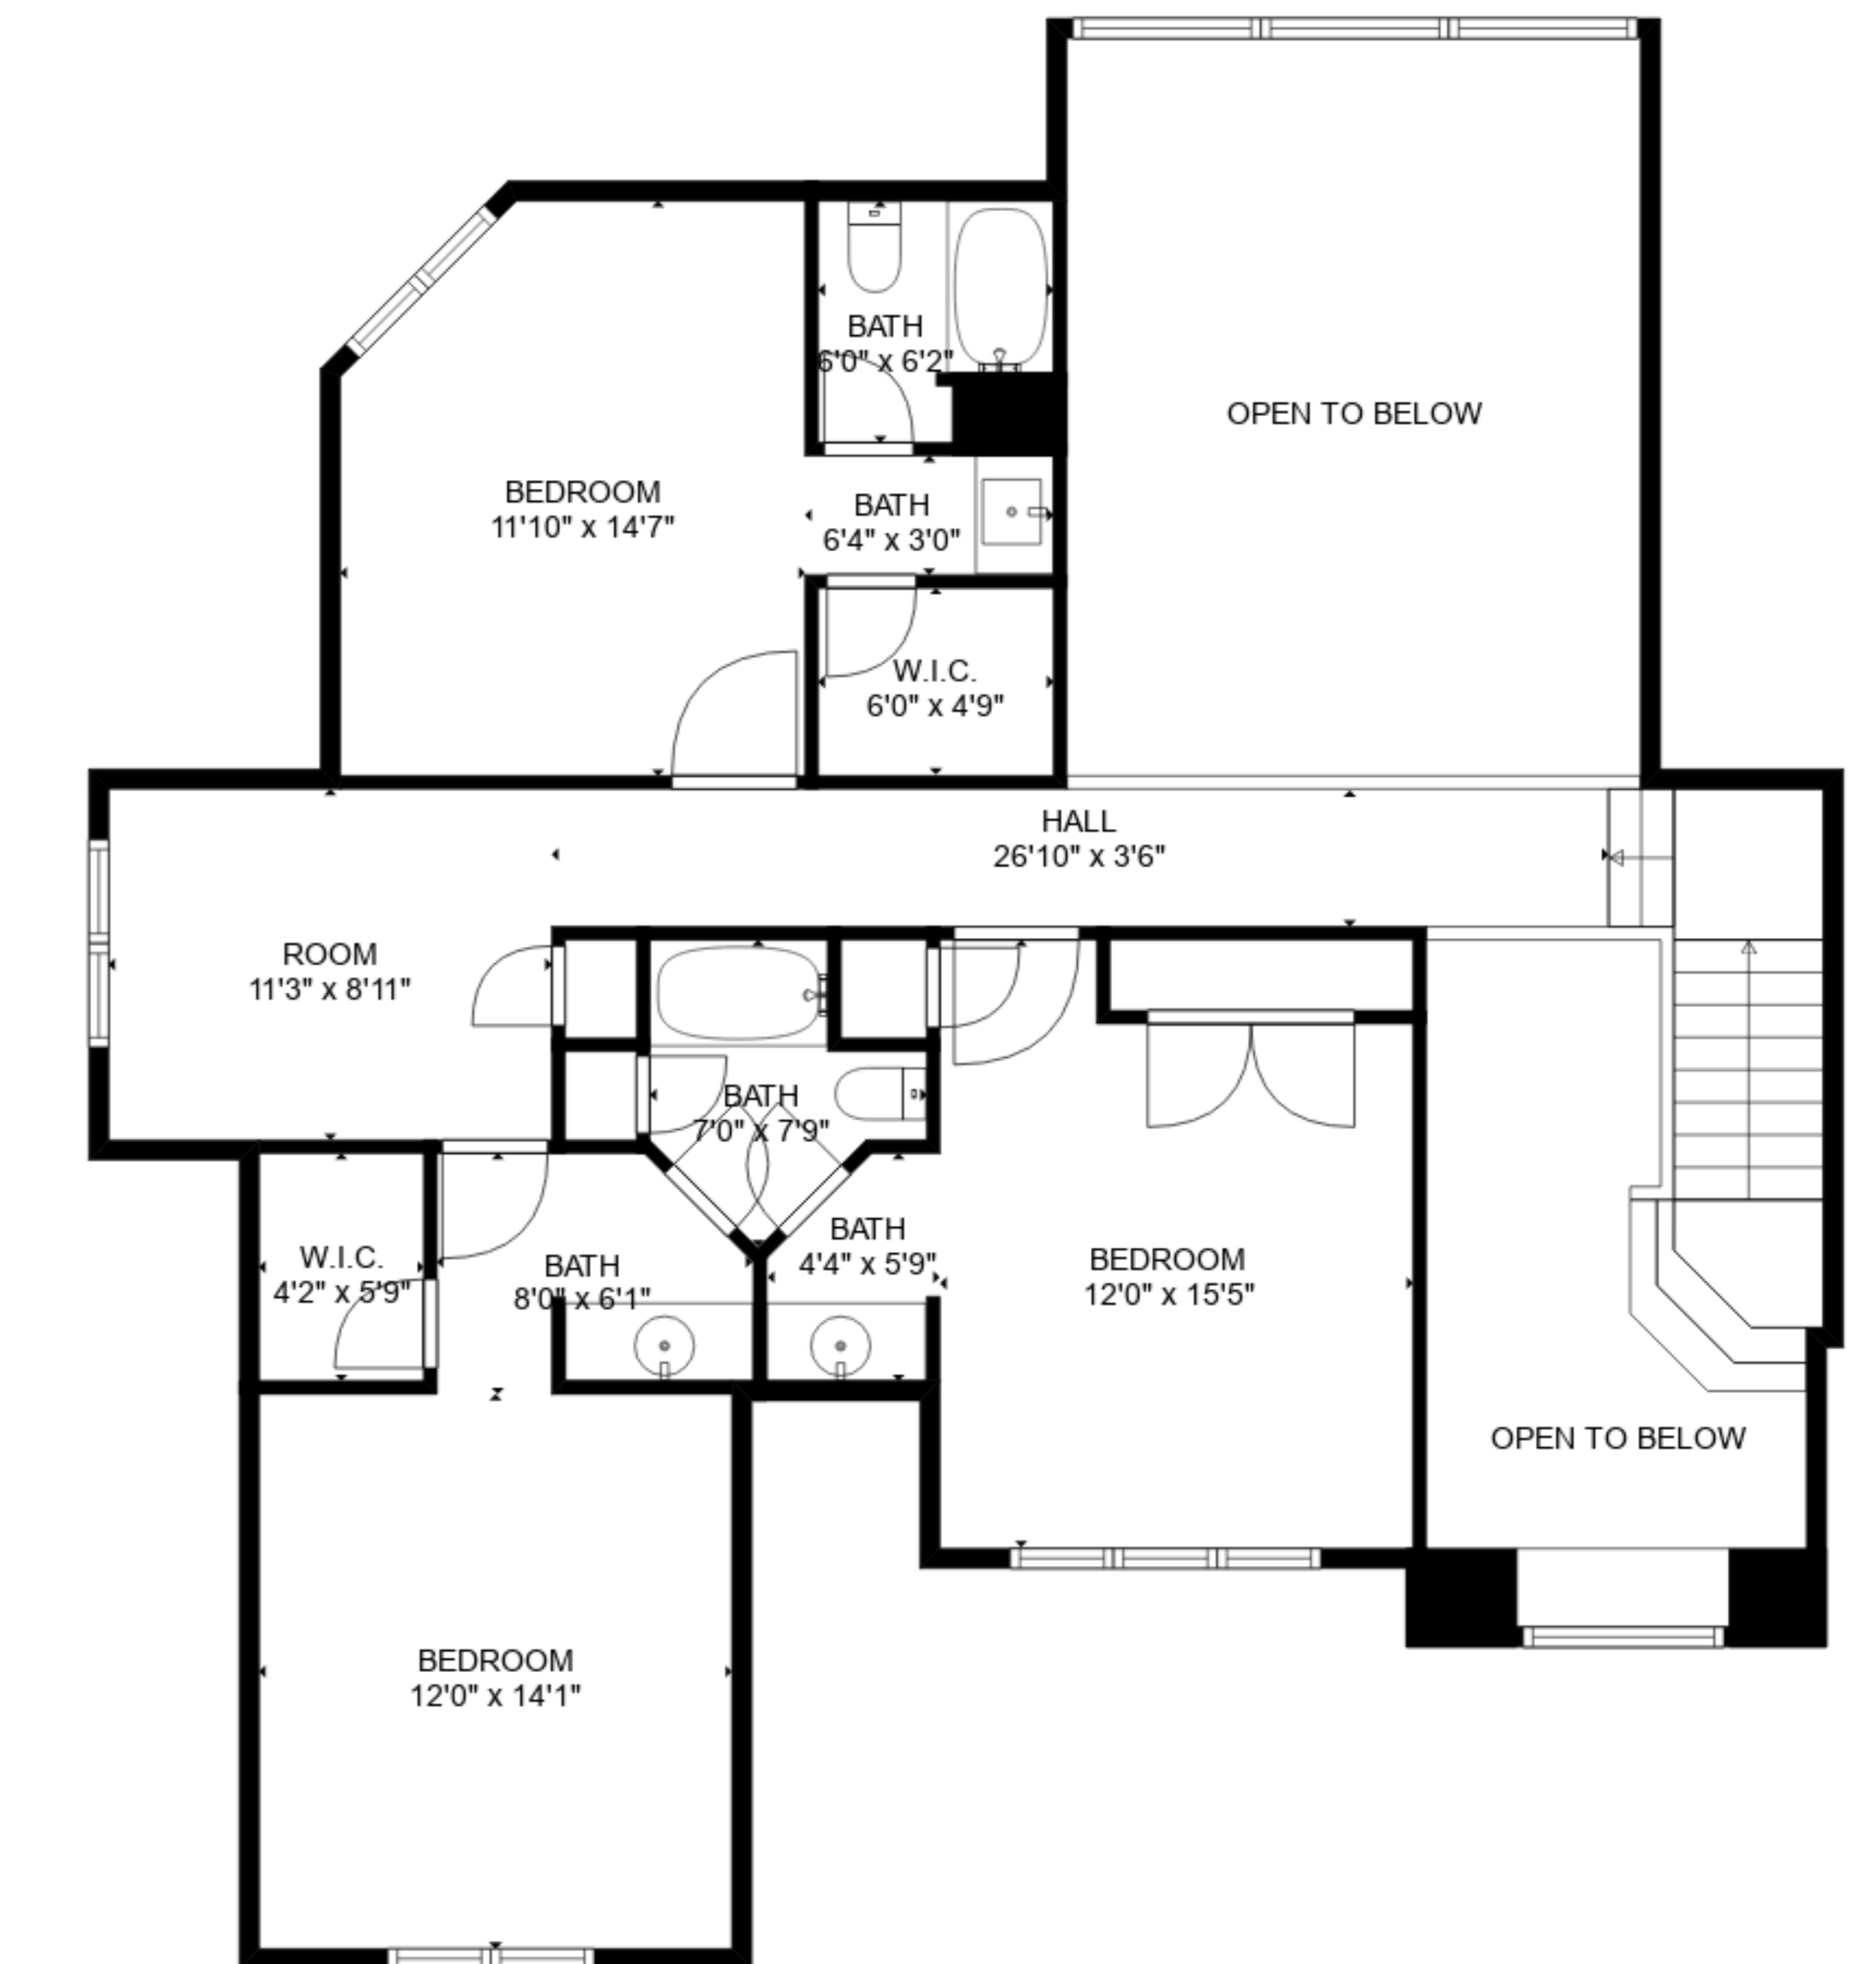 BATH
6'0" x 6'2"
OPEN TO BELOW
BEDROOM
11'10" x 14'7"
BATH
6'4" x 3'0"
W.I.C.
6'0" x 4'9"
HALL
26'10" x 3'6"
ROOM
11'3" x 8'11"
BATH
7'0" x 7'9"
BATH
4'4" x 5'9"
W.I.C.
4'2" x 5'9"
BATH
8'0" x 6'1"
BEDROOM
12'0" x 15'5"
OPEN TO BELOW
BEDROOM
12'0" x 14'1"